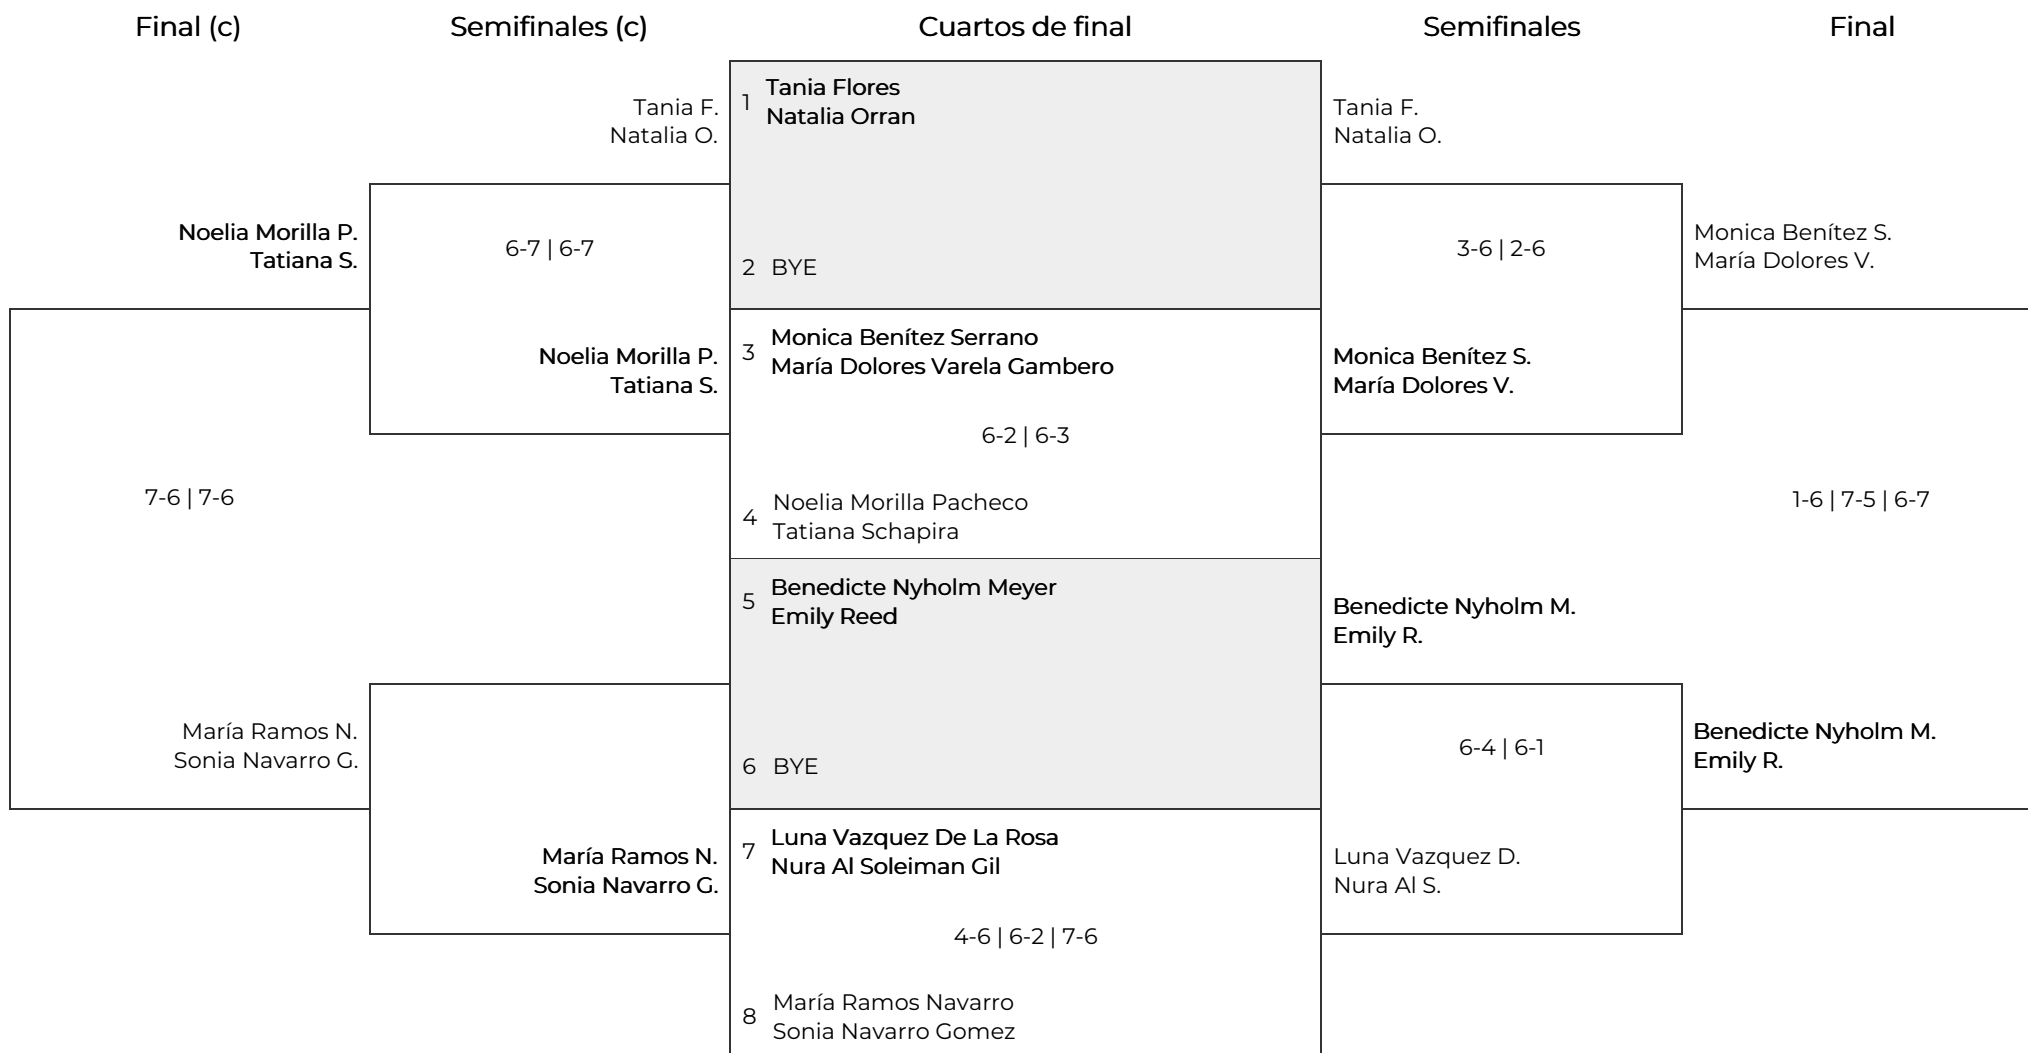 Final (c)
Semifinales (c)
Cuartos de final
Semifinales
Final
Noelia Morilla P.
Tatiana S.
7-6 | 7-6
María Ramos N.
Sonia Navarro G.
Tania F.
Natalia O.
6-7 | 6-7
Noelia Morilla P.
Tatiana S.
María Ramos N.
Sonia Navarro G.
1
Tania Flores
Natalia Orran
2 BYE
3
Monica Benítez Serrano
María Dolores Varela Gambero
6-2 | 6-3
4
Noelia Morilla Pacheco
Tatiana Schapira
5
Benedicte Nyholm Meyer
Emily Reed
6 BYE
7
Luna Vazquez De La Rosa
Nura Al Soleiman Gil
4-6 | 6-2 | 7-6
8
María Ramos Navarro
Sonia Navarro Gomez
Tania F.
Natalia O.
3-6 | 2-6
Monica Benítez S.
María Dolores V.
Benedicte Nyholm M.
Emily R.
6-4 | 6-1
Luna Vazquez D.
Nura Al S.
Monica Benítez S.
María Dolores V.
1-6 | 7-5 | 6-7
Benedicte Nyholm M.
Emily R.